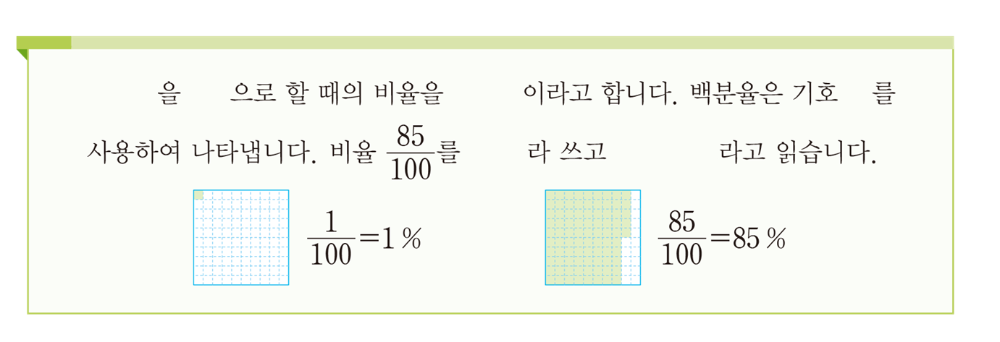 을 으로 할 때의 비율을 이라고 합니다. 백분율은 기호 를
사용하여 나타냅니다. 비율 85/100를 라 쓰고 라고 읽습니다.
1/100=1 % 85/100=85 %